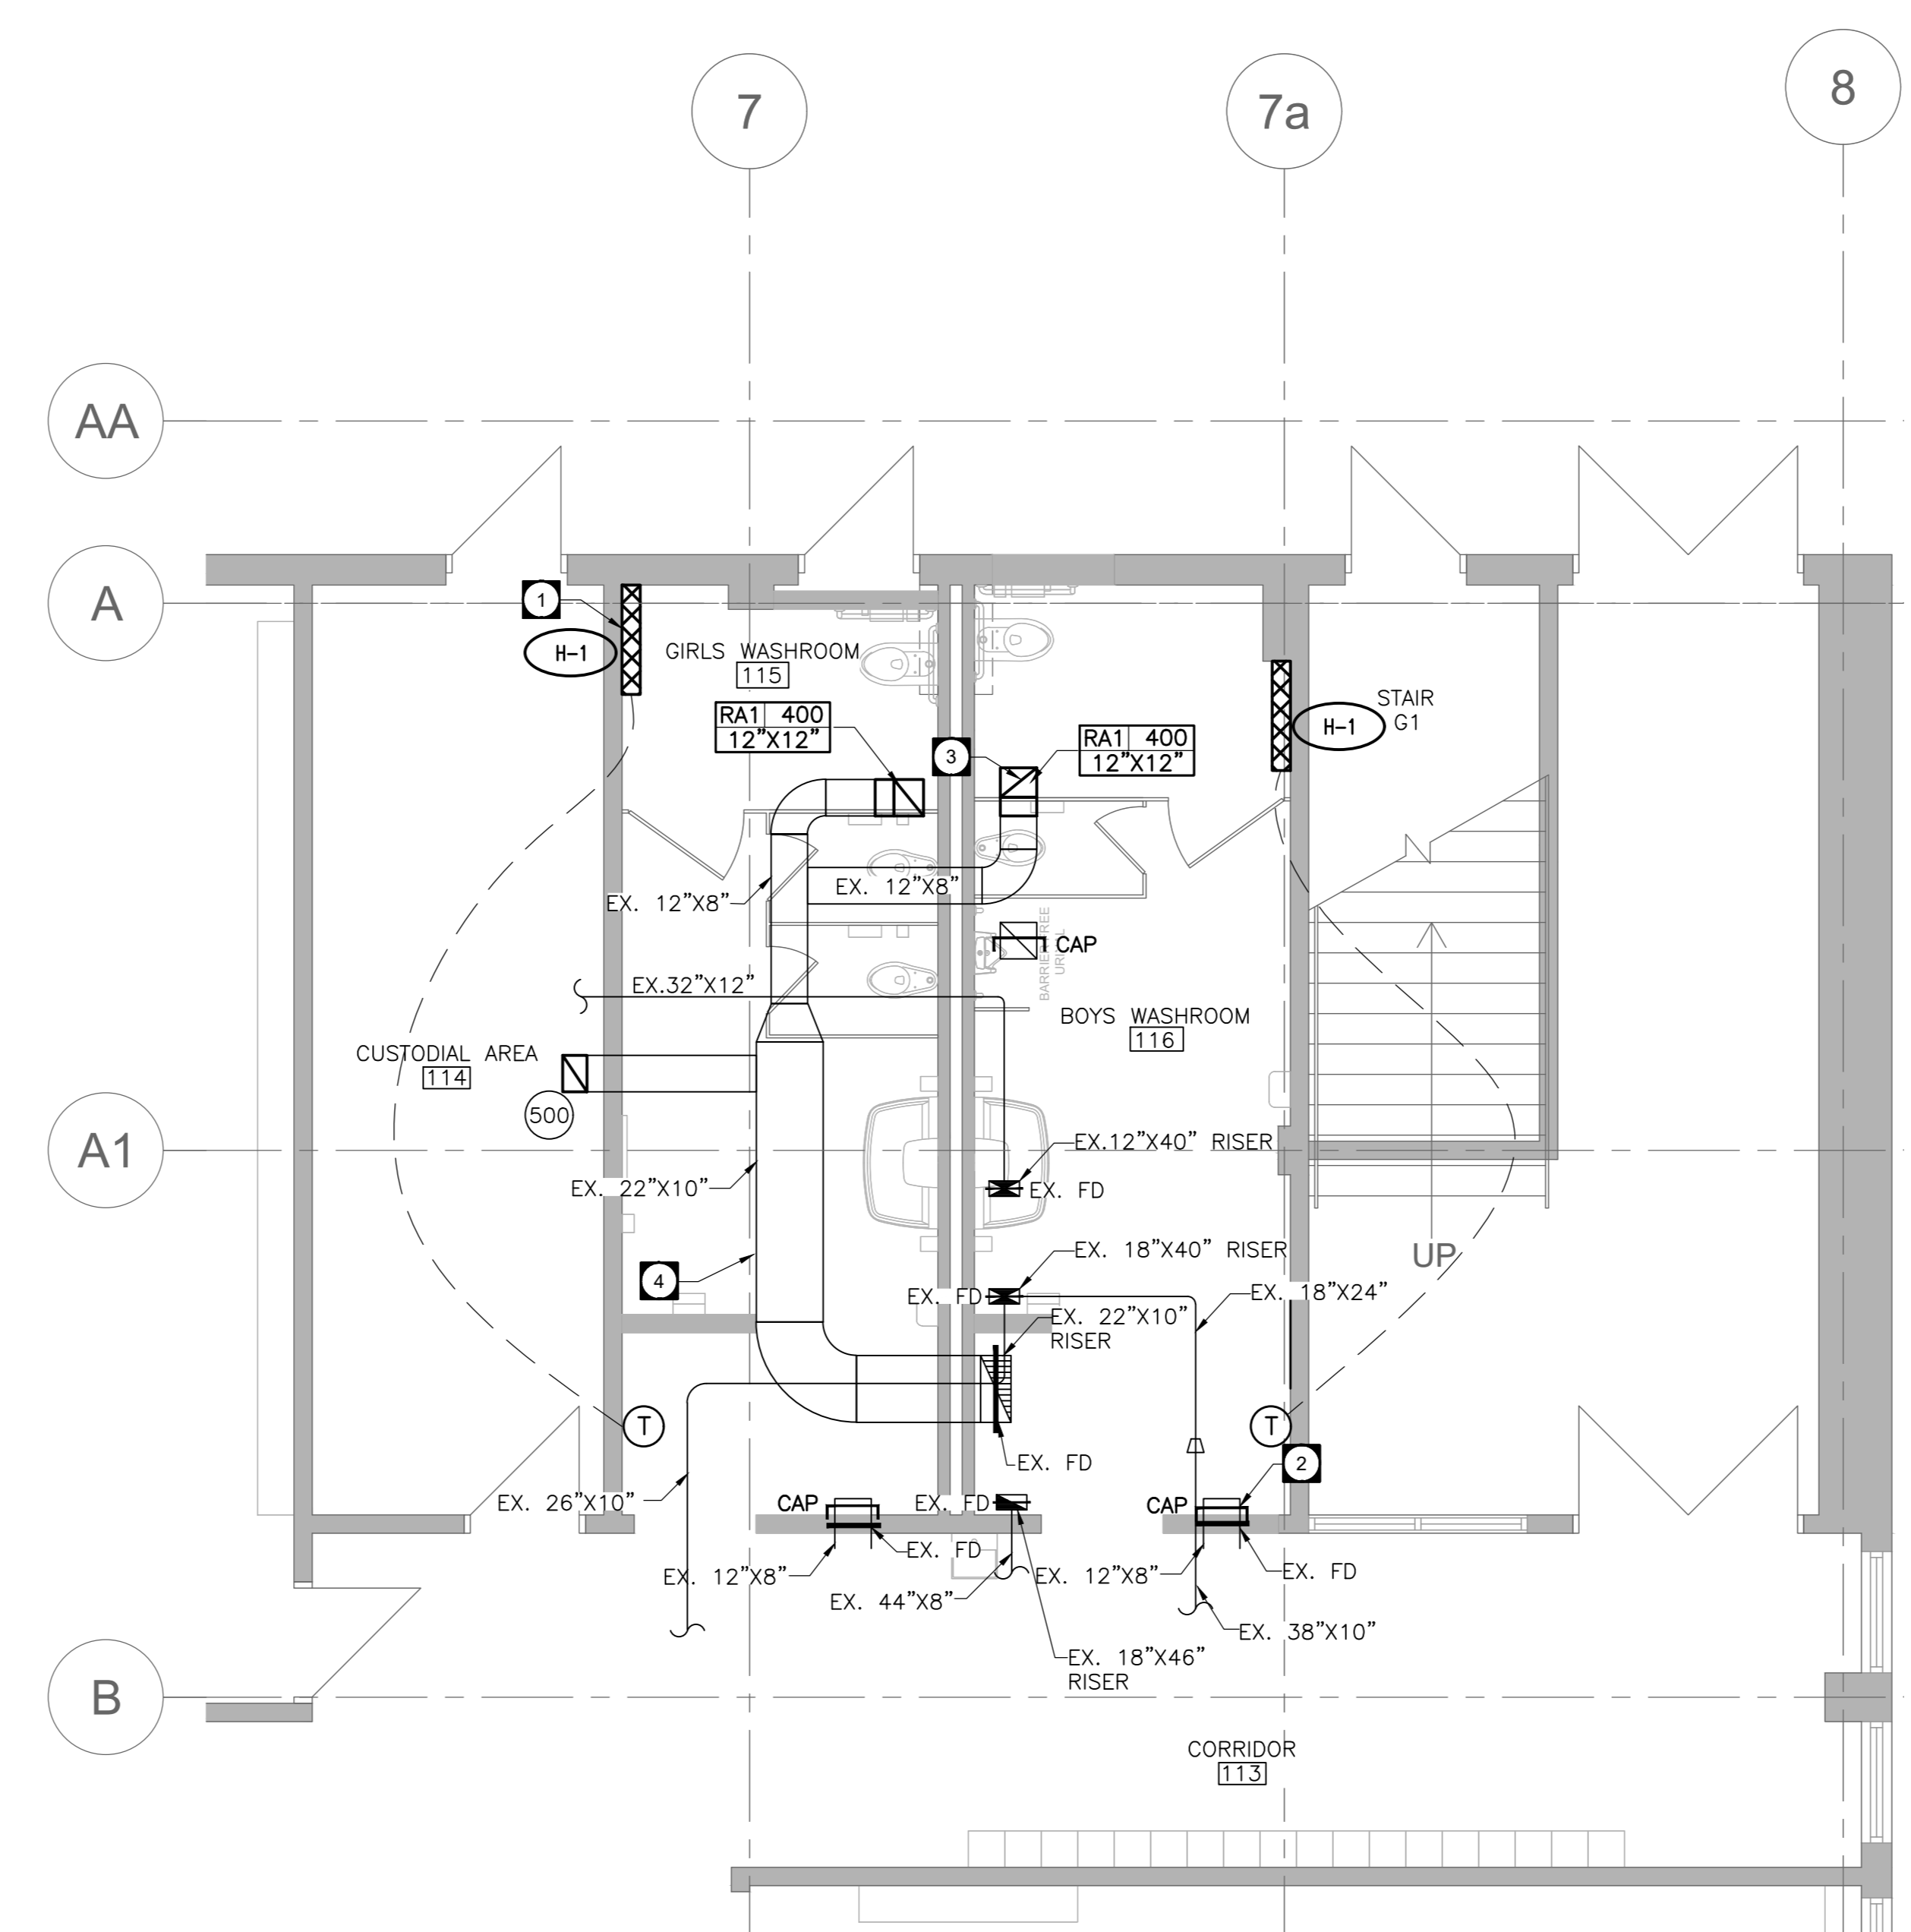 7
7a
8
AA
A
1
H-1
GIRLS WASHROOM
115
STAIR
G1
H-1
RA1 400
12”X12”
3
RA1 400
12”X12”
EX. 12”X8”
EX. 12”X8”
CAP
BARRIER FREE
URINAL
EX.32”X12”
BOYS WASHROOM
116
CUSTODIAL AREA
114
500
A1
EX.12”X40” RISER
EX. 22”X10”
EX. FD
EX. 18”X40” RISER
UP
4
EX. FD
EX. 18”X24”
EX. 22”X10”
RISER
T
T
EX. FD
2
EX. 26”X10”
CAP
EX. FD
CAP
EX. FD
EX. 12”X8”
EX. 12”X8”
EX. FD
EX. 44”X8”
EX. 38”X10”
EX. 18”X46”
RISER
B
CORRIDOR
113